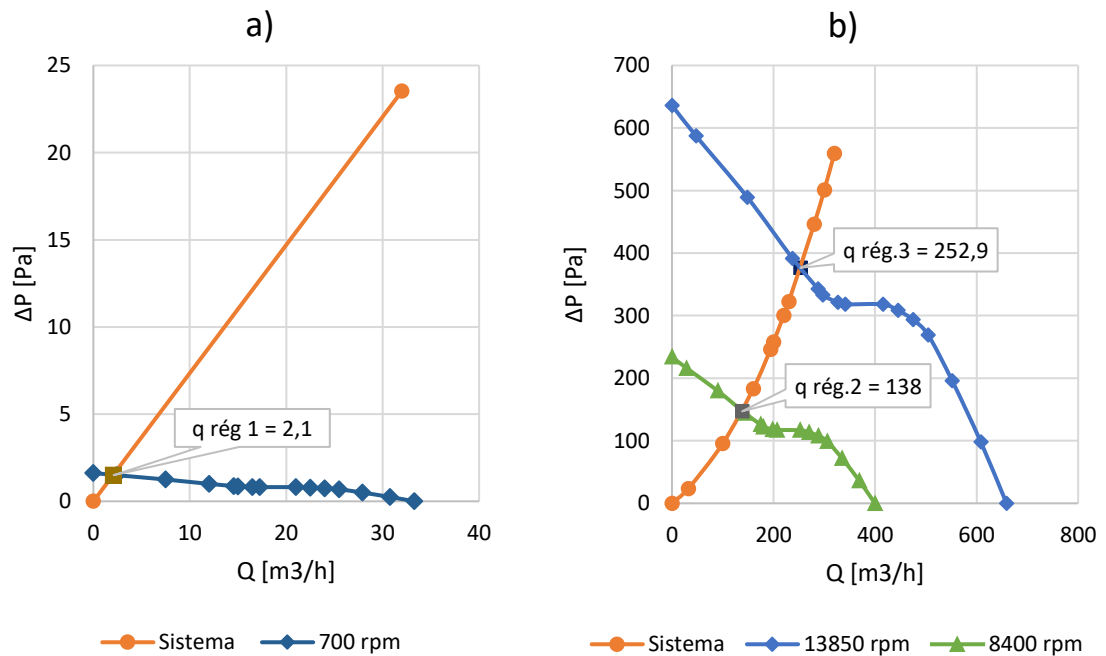 a)
25
20
15
10
5
0
ΔP [Pa]
q rég 1 = 2,1
0 10 20 30 40
Q [m3/h]
Sistema 700 rpm
b)
700
600
500
400
300
200
100
0
ΔP [Pa]
q rég.3 = 252,9
q rég.2 = 138
0 200 400 600 800
Q [m3/h]
Sistema 13850 rpm 8400 rpm